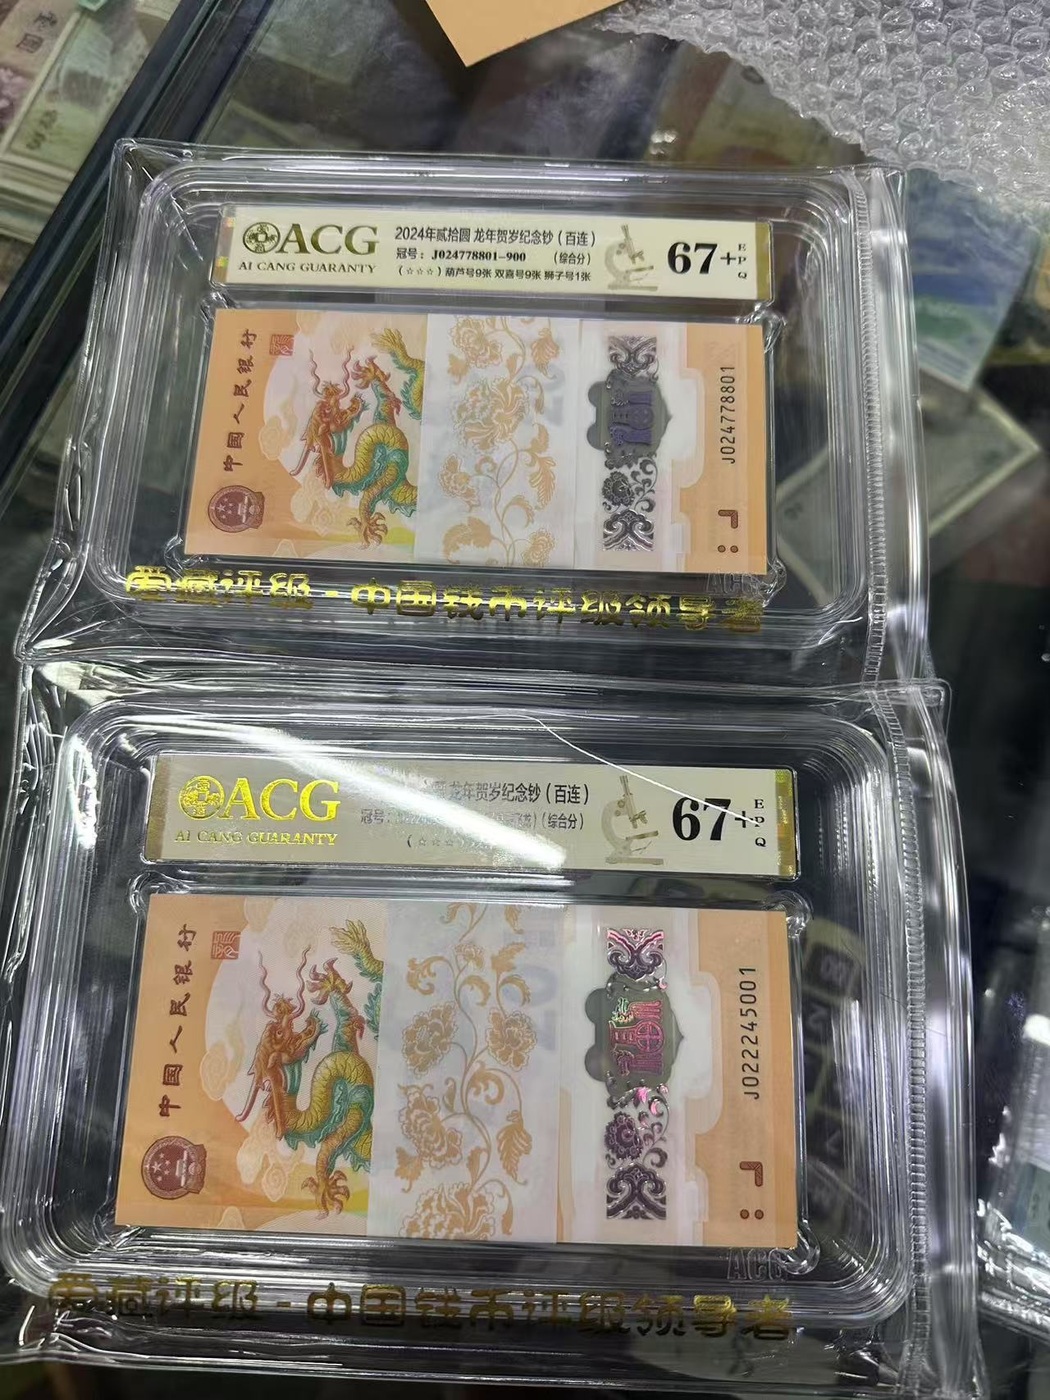 ACG
AI CANG GUARANTY
2024年贰拾圆 龙年贺岁纪念钞(百连)
冠号:J024778801-900 (综合分)
(☆☆☆) 葫芦号9张 双喜号9张 狮子号1张
67+
EPQ
中国人民银行
J024778801
爱藏评级-中国钱币评级领导者
ACG
AI CANG GUARANTY
龙年贺岁纪念钞(百连)
冠号: (综合分)
67+
EPQ
中国人民银行
J022245001
ACG
爱藏评级-中国钱币评级领导者